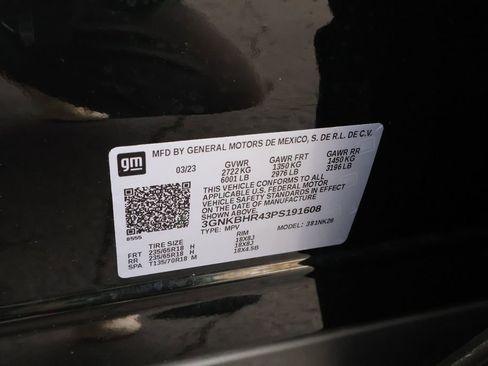 gm
MFD BY GENERAL MOTORS DE MEXICO, S. DE R.L. DE C.V.
03/23 GVWR GAWR FRT GAWR RR
2722 KG 1350 KG 1450 KG
6001 LB 2976 LB 3196 LB
THIS VEHICLE CONFORMS TO ALL
APPLICABLE U.S. FEDERAL MOTOR
VEHICLE SAFETY STANDARDS IN EFFECT
ON THE DATE OF MANUFACTURE
3GNKBHR43PS191608
TYPE: MPV MODEL: 381NK26
TIRE SIZE RIM
FRT 235/65R18 H 18X8J
RR 235/65R18 H 18X8J
SPA T135/70R18 M 18X4.5B